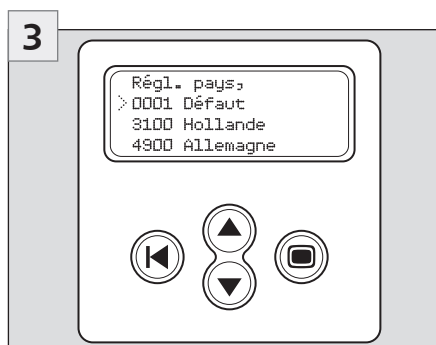 3
Régl. pays,
>0001 Défaut
3100 Hollande
4900 Allemagne